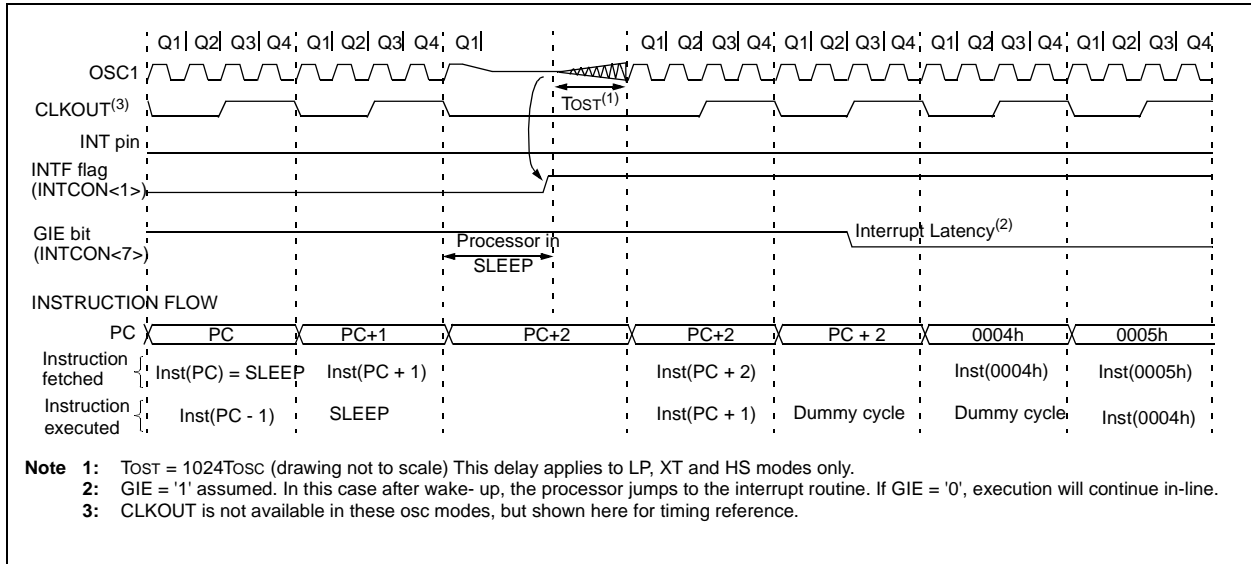 Q1| Q2| Q3| Q4| Q1| Q2| Q3| Q4| Q1| Q1| Q2| Q3| Q4| Q1| Q2| Q3| Q4| Q1| Q2| Q3| Q4| Q1| Q2| Q3| Q4
OSC1
TOST(1)
CLKOUT(3)
INT pin
INTF flag
(INTCON<1>)
GIE bit
(INTCON<7>)
Processor in
SLEEP
Interrupt Latency(2)
INSTRUCTION FLOW
PC PC PC+1 PC+2 PC+2 PC + 2 0004h 0005h
Instruction
fetched
Inst(PC) = SLEEP Inst(PC + 1) Inst(PC + 2) Inst(0004h) Inst(0005h)
Instruction
executed
Inst(PC - 1) SLEEP Inst(PC + 1) Dummy cycle Dummy cycle Inst(0004h)
Note 1: TOST = 1024TOSC (drawing not to scale) This delay applies to LP, XT and HS modes only.
2: GIE = '1' assumed. In this case after wake- up, the processor jumps to the interrupt routine. If GIE = '0', execution will continue in-line.
3: CLKOUT is not available in these osc modes, but shown here for timing reference.